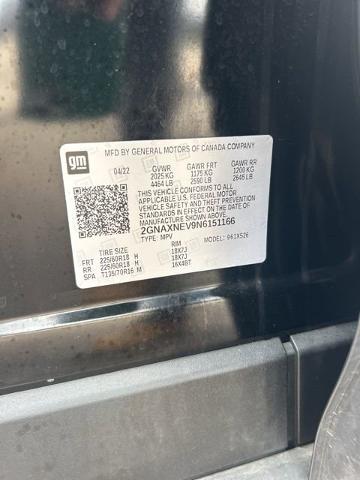 gm
MFD BY GENERAL MOTORS OF CANADA COMPANY
04/22 GVWR GAWR FRT GAWR RR
2025 KG 1175 KG 1200 KG
4464 LB 2590 LB 2646 LB
THIS VEHICLE CONFORMS TO ALL
APPLICABLE U.S. FEDERAL MOTOR
VEHICLE SAFETY AND THEFT PREVENTION
STANDARDS IN EFFECT ON THE DATE OF
MANUFACTURE SHOWN ABOVE.
2GNAXNEV9N6151166
TYPE: MPV MODEL: 961XS26
TIRE SIZE RIM
FRT 225/60R18 H 18X7J
RR 225/60R18 H 18X7J
SPA T135/70R16 M 16X4BT